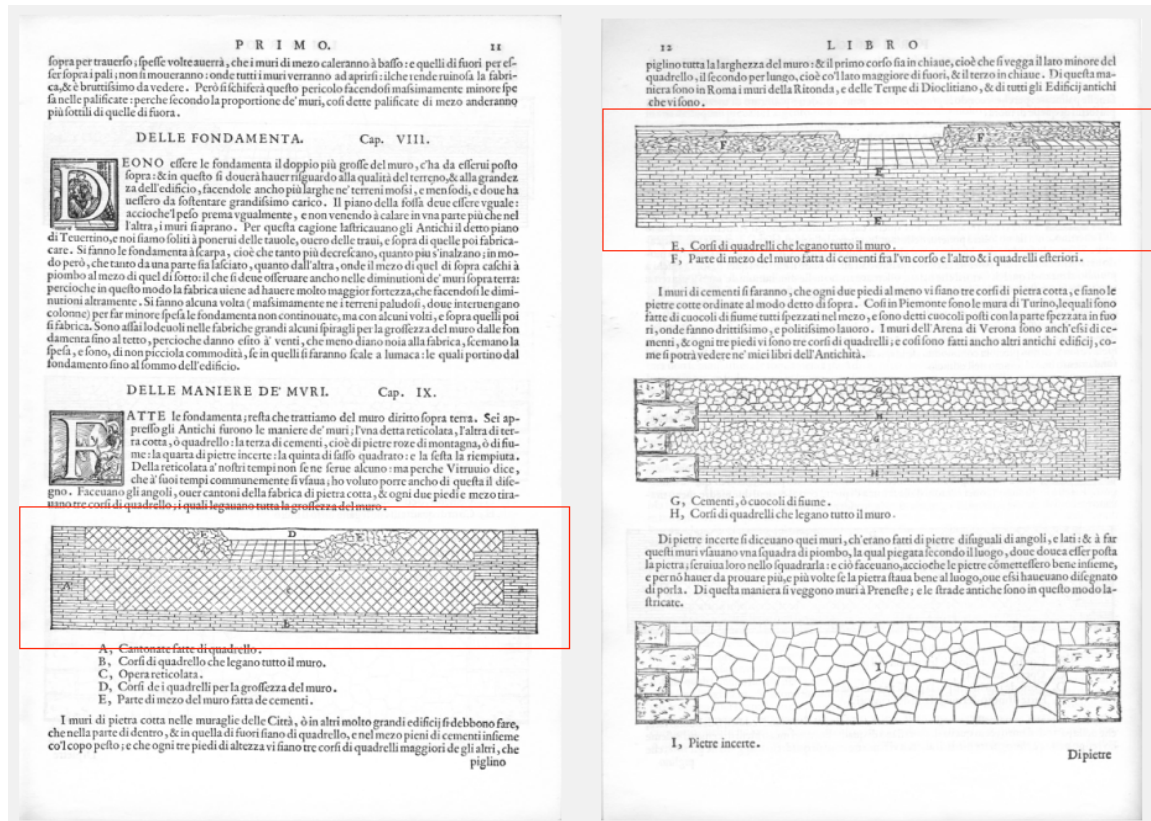 PRIMO. 11
ſopra per trauerſo; ſpeſſe volte auerrà, che i muri di mezo caleranno à baſſo: e quelli di fuori per eſ-
ſer ſopra i pali; non ſi moueranno: onde tutti i muri verranno ad aprirſi: ilche rende ruinoſa la fabri-
ca, & è bruttiſsimo da vedere. Però ſi ſchiferà queſto pericolo facendoſi maſsimamente minore ſpe
ſa nelle palificate: perche ſecondo la proportione de' muri, coſi dette palificate di mezo anderanno
più ſottili di quelle di fuora.
DELLE FONDAMENTA. Cap. VIII.
DEONO eſſere le fondamenta il doppio più groſſe del muro, c'ha da eſſerui poſto
ſopra: & in queſto ſi douerà hauer riſguardo alla qualità del terreno, & alla grandez
za dell'edificio, facendole ancho più larghe ne' terreni moſsi, e men ſodi, e doue ha
ueſſero da ſoſtentare grandiſsimo carico. Il piano della foſſa deue eſſere vguale:
accioche'l peſo prema vgualmente, e non venendo à calare in vna parte più che nel
l'altra, i muri ſi aprano. Per queſta cagione laſtricauano gli Antichi il detto piano
di Teuertino, e noi ſiamo ſoliti à ponerui delle tauole, ouero delle traui, e ſopra di quelle poi fabrica-
care. Si fanno le fondamenta à ſcarpa, cioè che tanto più decreſcano, quanto più s'inalzano; in mo-
do però, che tanto da una parte ſia laſciato, quanto dall'altra, onde il mezo di quel di ſopra caſchi à
piombo al mezo di quel di ſotto: il che ſi deue oſſeruare ancho nelle diminutioni de' muri ſopra terra:
percioche in queſto modo la fabrica uiene ad hauere molto maggior fortezza, che facendoſi le dimi-
nutioni altramente. Si fanno alcuna volta (maſsimamente ne i terreni paludoſi, doue interuengano
colonne) per far minore ſpeſa le fondamenta non continouate, ma con alcuni volti, e ſopra quelli poi
ſi fabrica. Sono aſſai lodeuoli nelle fabriche grandi alcuni ſpiragli per la groſſezza del muro dalle fon
damenta ſino al tetto, percioche danno eſito à' venti, che meno diano noia alla fabrica, ſcemano la
ſpeſa, e ſono, di non picciola commodità, ſe in quelli ſi faranno ſcale a lumaca: le quali portino dal
fondamento ſino al ſommo dell'edificio.
DELLE MANIERE DE' MVRI. Cap. IX.
FATTE le fondamenta; reſta che trattiamo del muro diritto ſopra terra. Sei ap-
preſſo gli Antichi furono le maniere de' muri; l'vna detta reticolata, l'altra di ter-
ra cotta, ò quadrello: la terza di cementi, cioè di pietre roze di montagna, ò di fiu-
me: la quarta di pietre incerte: la quinta di ſaſſo quadrato: e la ſeſta la riempiuta.
Della reticolata a' noſtri tempi non ſe ne ſerue alcuno: ma perche Vitruuio dice,
che à' ſuoi tempi communemente ſi vſaua; ho voluto porre ancho di queſta il diſe-
gno. Faceuano gli angoli, ouer cantoni della fabrica di pietra cotta, & ogni due piedi e mezo tira-
uano tre corſi di quadrello; i quali legauano tutta la groſſezza del muro.
E D E
A C A
B
A, Cantonate fatte di quadrello.
B, Corſi di quadrello che legano tutto il muro.
C, Opera reticolata.
D, Corſi de i quadrelli per la groſſezza del muro.
E, Parte di mezo del muro fatta de cementi.
I muri di pietra cotta nelle muraglie delle Città, ò in altri molto grandi edificij ſi debbono fare,
che nella parte di dentro, & in quella di fuori ſiano di quadrello, e nel mezo pieni di cementi inſieme
co'l copo peſto; e che ogni tre piedi di altezza vi ſiano tre corſi di quadrelli maggiori de gli altri, che
piglino
12 LIBRO
piglino tutta la larghezza del muro: & il primo corſo ſia in chiaue, cioè che ſi vegga il lato minore del
quadrello, il ſecondo per lungo, cioè co'l lato maggiore di fuori, & il terzo in chiaue. Di queſta ma-
niera ſono in Roma i muri della Ritonda, e delle Terme di Dioclitiano, & di tutti gli Edificij antichi
che vi ſono.
F F
E
E
E, Corſi di quadrelli che legano tutto il muro.
F, Parte di mezo del muro fatta di cementi fra l'vn corſo e l'altro & i quadrelli eſteriori.
I muri di cementi ſi faranno, che ogni due piedi al meno vi ſiano tre corſi di pietra cotta, e ſiano le
pietre cotte ordinate al modo detto di ſopra. Coſi in Piemonte ſono le mura di Turino, lequali ſono
fatte di cuocoli di fiume tutti ſpezzati nel mezo, e ſono detti cuocoli poſti con la parte ſpezzata in fuo
ri, onde fanno drittiſsimo, e politiſsimo lauoro. I muri dell'Arena di Verona ſono anch'eſsi di ce-
menti, & ogni tre piedi vi ſono tre corſi di quadrelli; e coſi ſono fatti ancho altri antichi edificij, co-
me ſi potrà vedere ne' miei libri dell'Antichità.
G
H
G
H
G, Cementi, ò cuocoli di fiume.
H, Corſi di quadrelli che legano tutto il muro.
Di pietre incerte ſi diceuano quei muri, ch'erano fatti di pietre diſuguali di angoli, e lati: & à far
queſti muri vſauano vna ſquadra di piombo, la qual piegata ſecondo il luogo, doue douea eſſer poſta
la pietra; ſeruiua loro nello ſquadrarla: e ciò faceuano, accioche le pietre cõmetteſſero bene inſieme,
e per nõ hauer da prouare più, e più volte ſe la pietra ſtaua bene al luogo, oue eſsi haueuano diſegnato
di porla. Di queſta maniera ſi veggono muri à Preneſte; e le ſtrade antiche ſono in queſto modo la-
ſtricate.
I
I, Pietre incerte.
Di pietre